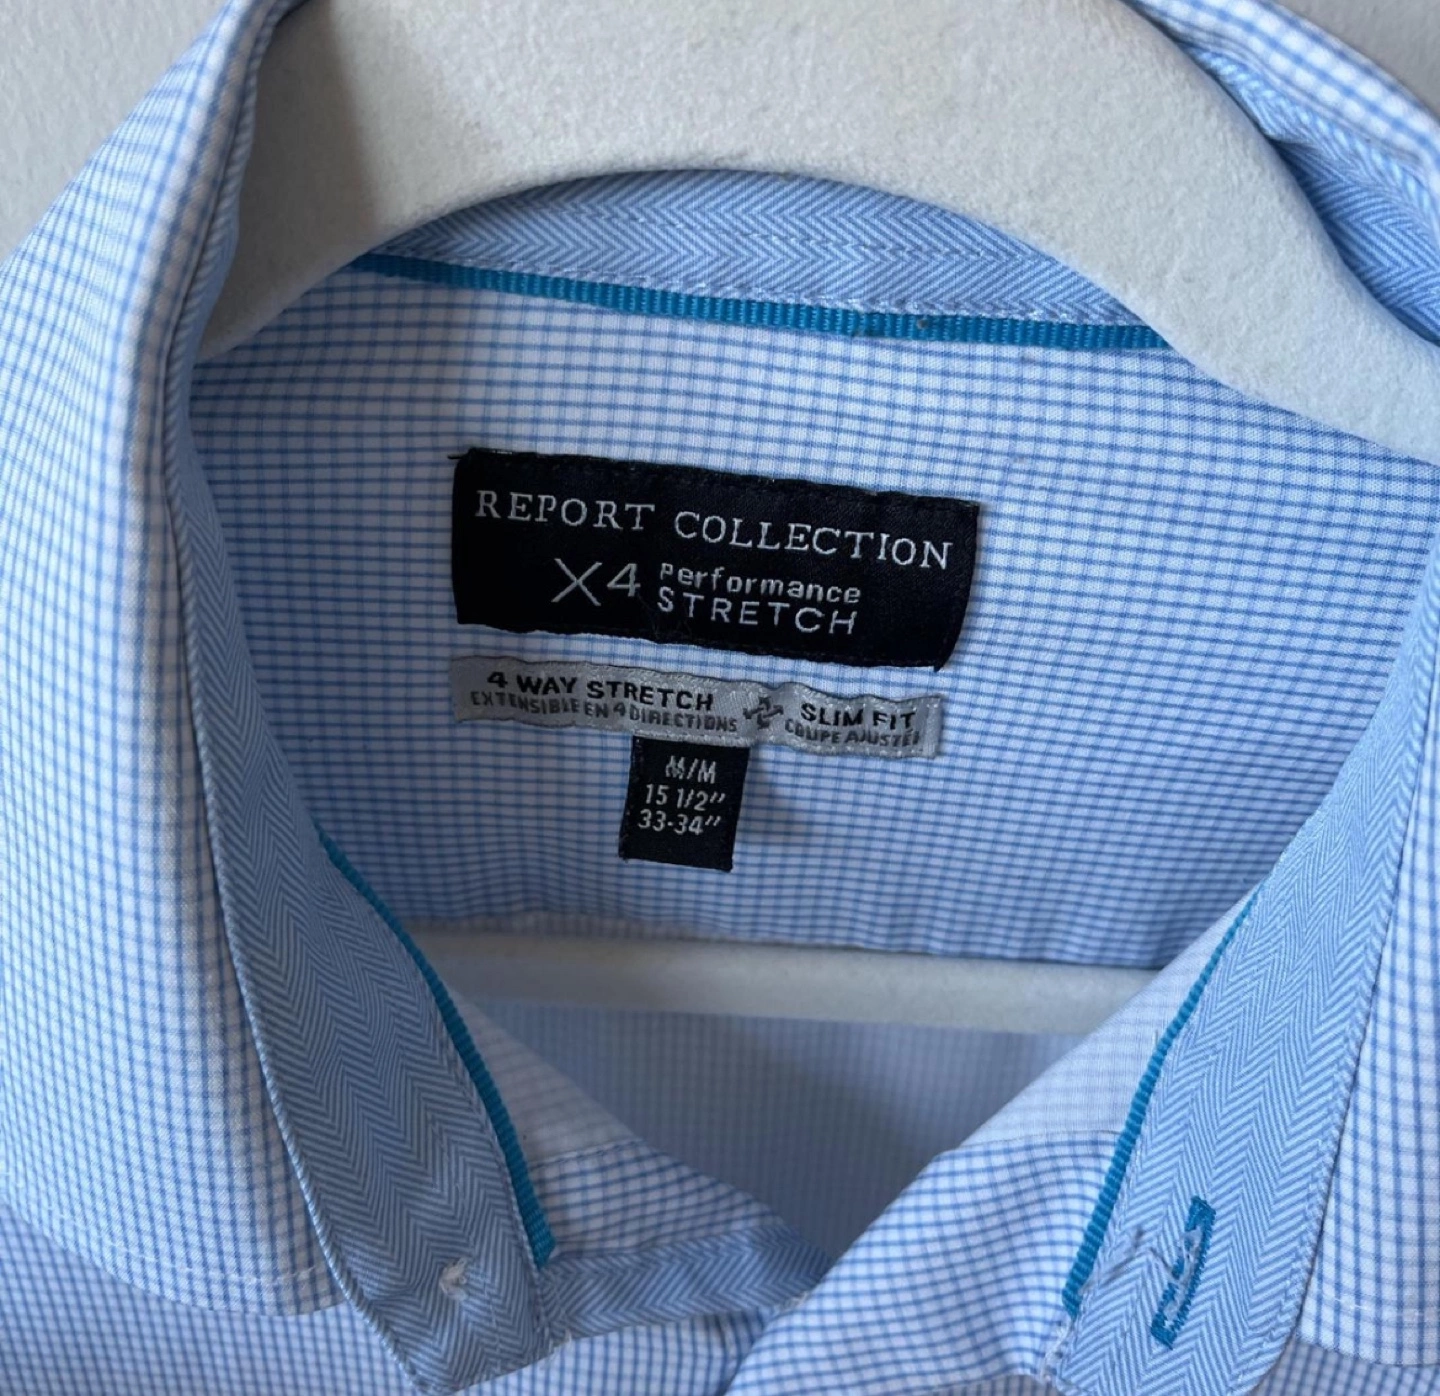 REPORT COLLECTION
X4 Performance
STRETCH
4 WAY STRETCH SLIM FIT
EXTENSIBLE EN 4 DIRECTIONS COUPE AJUSTÉE
M/M
15 1/2"
33-34"